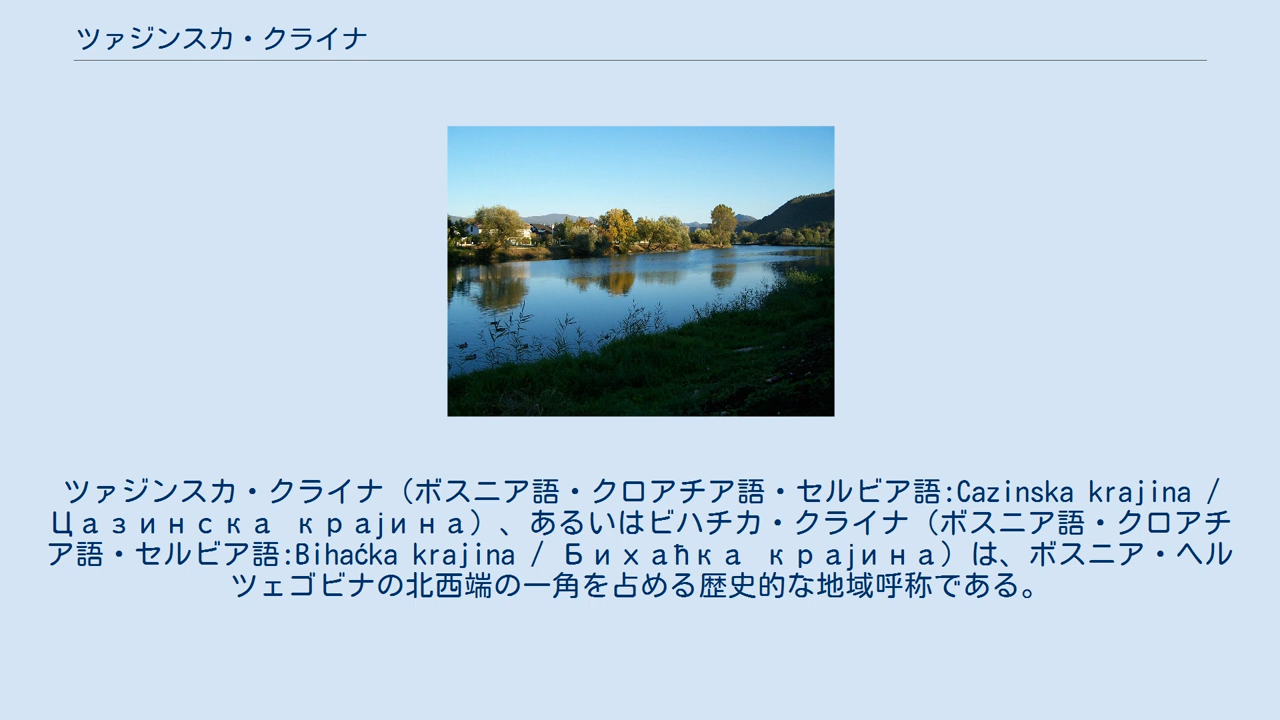 ツァジンスカ・クライナ
ツァジンスカ・クライナ（ボスニア語・クロアチア語・セルビア語:Cazinska krajina /
Цазинска крајина）、あるいはビハチカ・クライナ（ボスニア語・クロアチ
ア語・セルビア語:Bihaćka krajina / Бихаћка крајина）は、ボスニア・ヘル
ツェゴビナの北西端の一角を占める歴史的な地域呼称である。